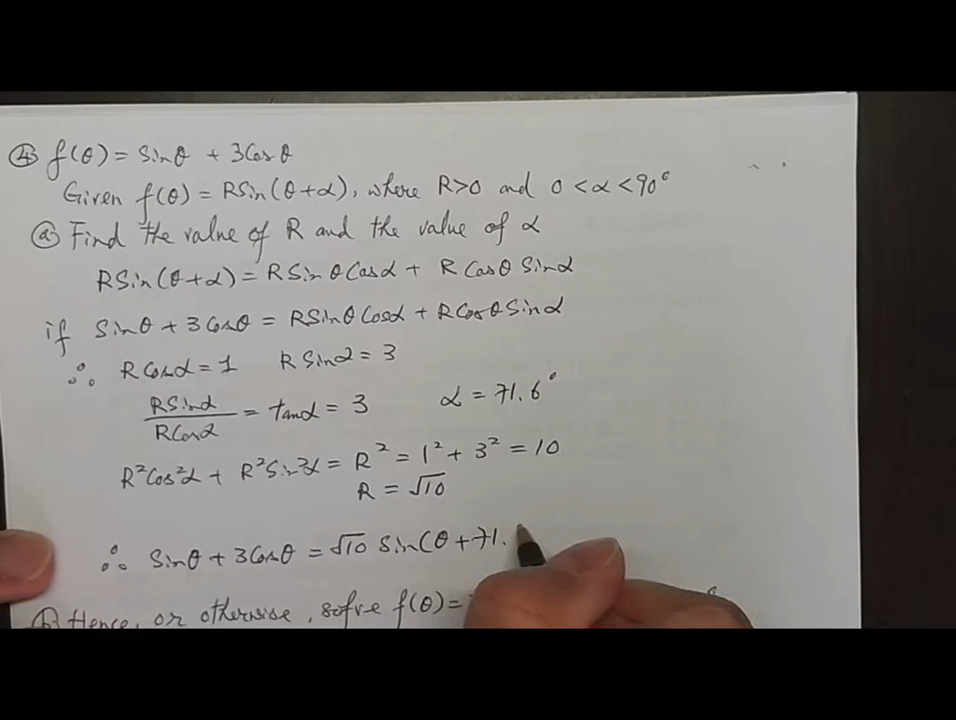 ④ f(θ) = Sinθ + 3Cosθ
Given f(θ) = RSin(θ+α), where R>0 and 0<α<90°
ⓐ Find the value of R and the value of α
RSin(θ+α) = RSinθCosα + RCosθSinα
if Sinθ + 3Cosθ = RSinθCosα + RCosθSinα
∴ RCosα = 1 RSinα = 3
RSinα/RCosα = tanα = 3 α = 71.6°
R²Cos²α + R²Sin²α = R² = 1² + 3² = 10
R = √10
∴ Sinθ + 3Cosθ = √10 Sin(θ+71.
ⓑ Hence, or otherwise, solve f(θ)=